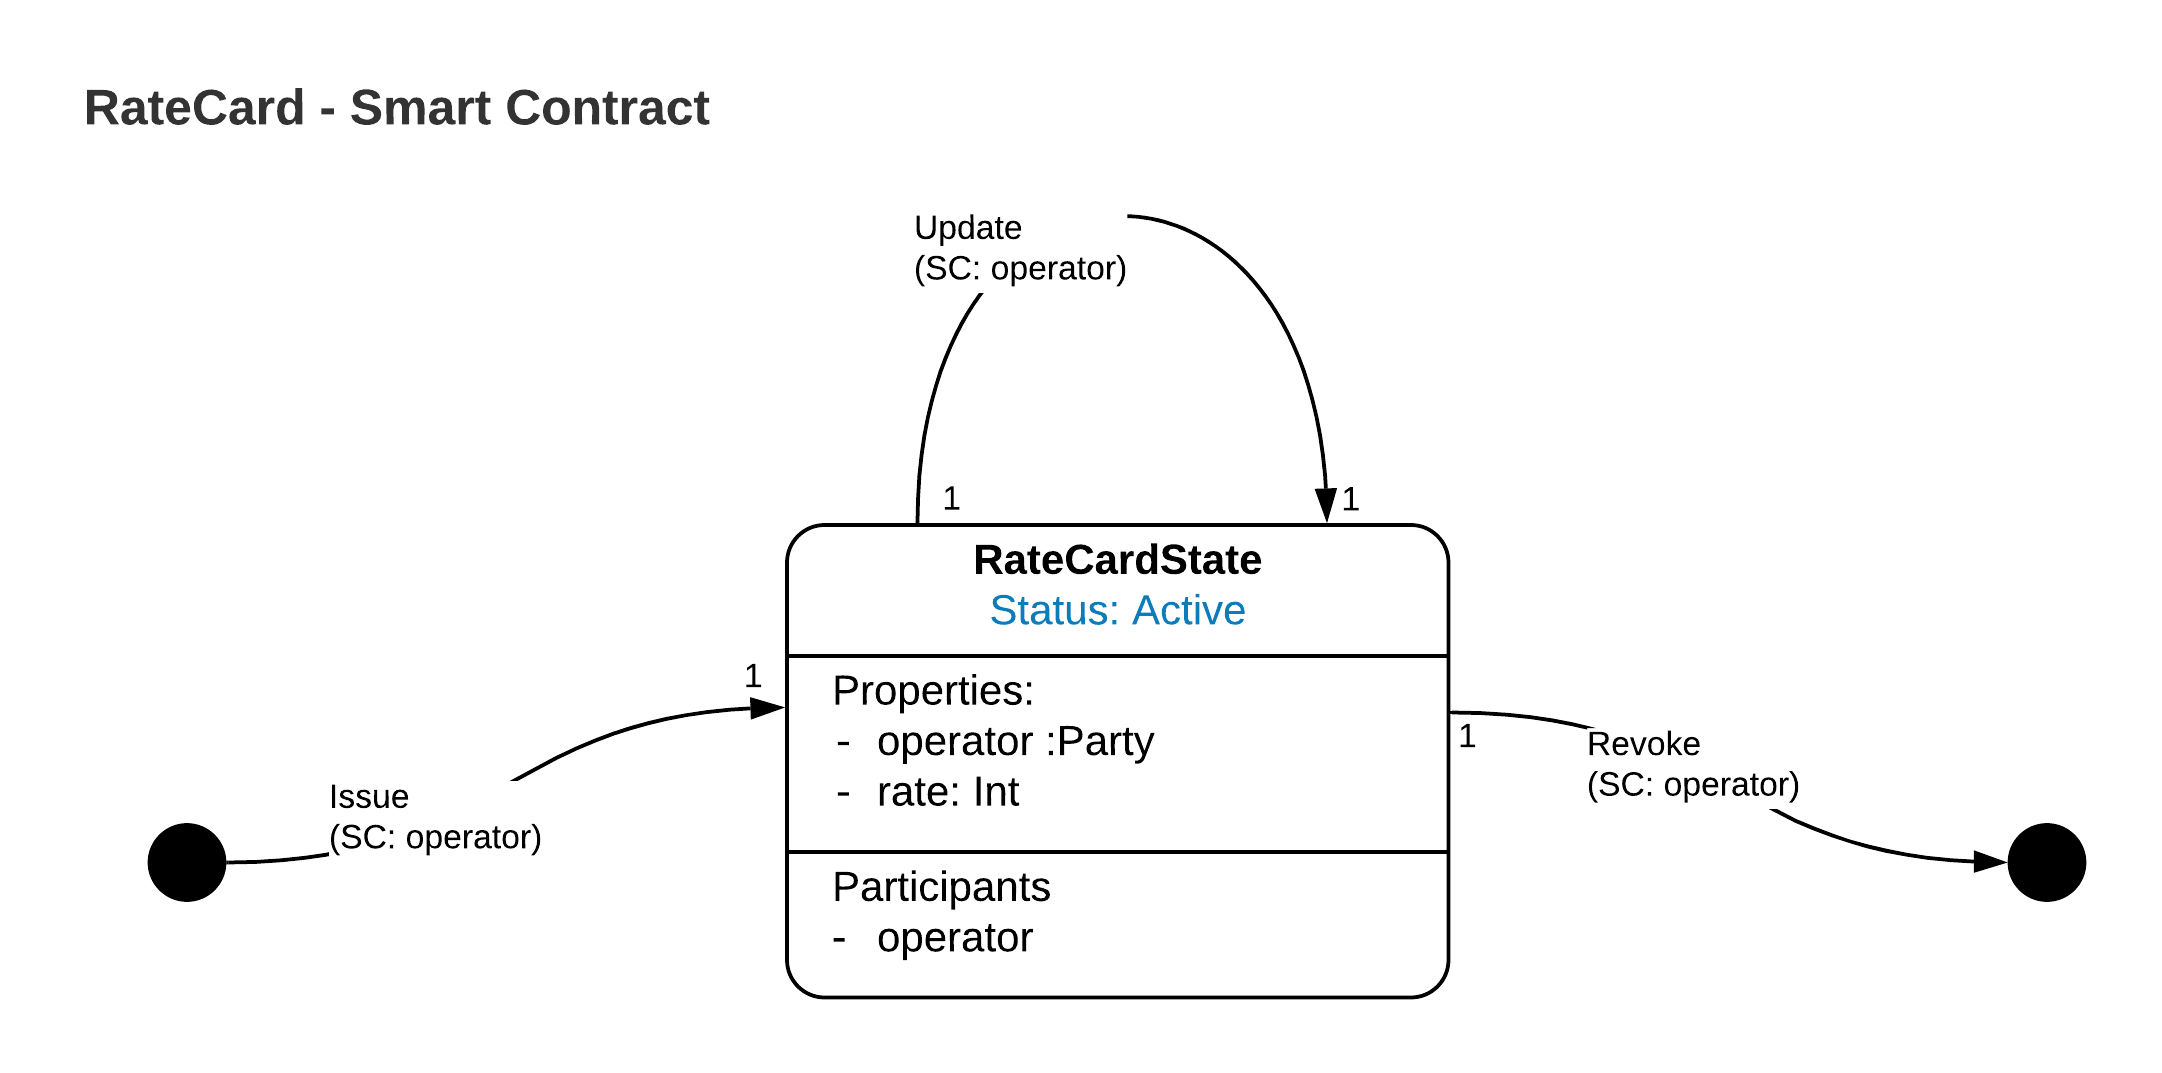 RateCard - Smart Contract
Update
(SC: operator)
1
1
RateCardState
Status: Active
1
Properties:
- operator :Party
- rate: Int
1
Revoke
(SC: operator)
Issue
(SC: operator)
Participants
- operator